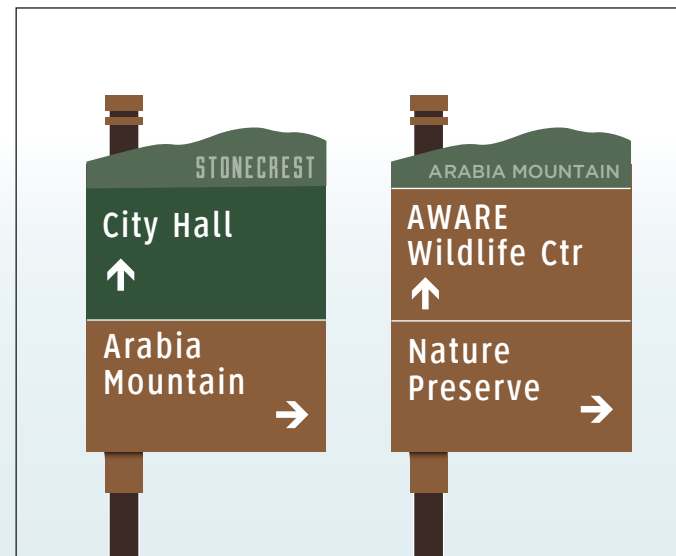 STONECREST
City Hall
Arabia
Mountain
ARABIA MOUNTAIN
AWARE
Wildlife Ctr
Nature
Preserve